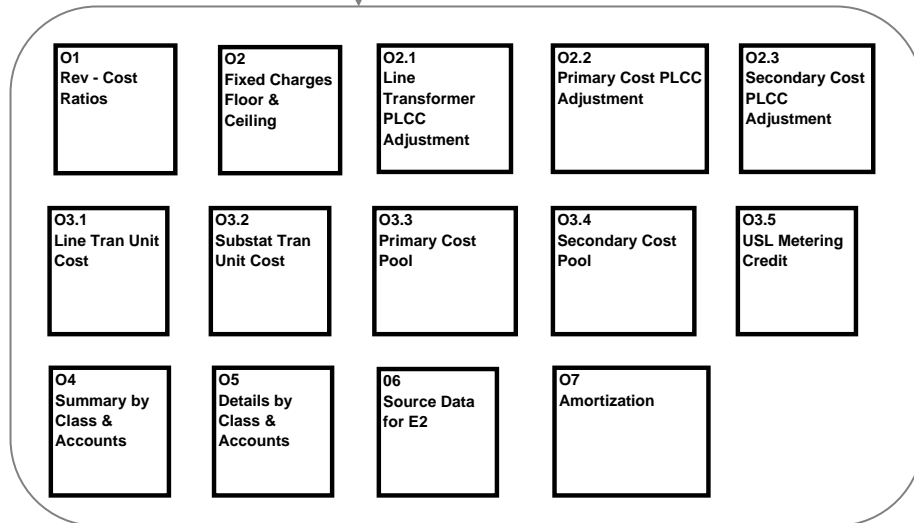 O1
Rev - Cost
Ratios
O2
Fixed Charges
Floor &
Ceiling
O2.1
Line
Transformer
PLCC
Adjustment
O2.2
Primary Cost PLCC
Adjustment
O2.3
Secondary Cost
PLCC
Adjustment
O3.1
Line Tran Unit
Cost
O3.2
Substat Tran
Unit Cost
O3.3
Primary Cost
Pool
O3.4
Secondary Cost
Pool
O3.5
USL Metering
Credit
O4
Summary by
Class &
Accounts
O5
Details by
Class &
Accounts
06
Source Data
for E2
O7
Amortization